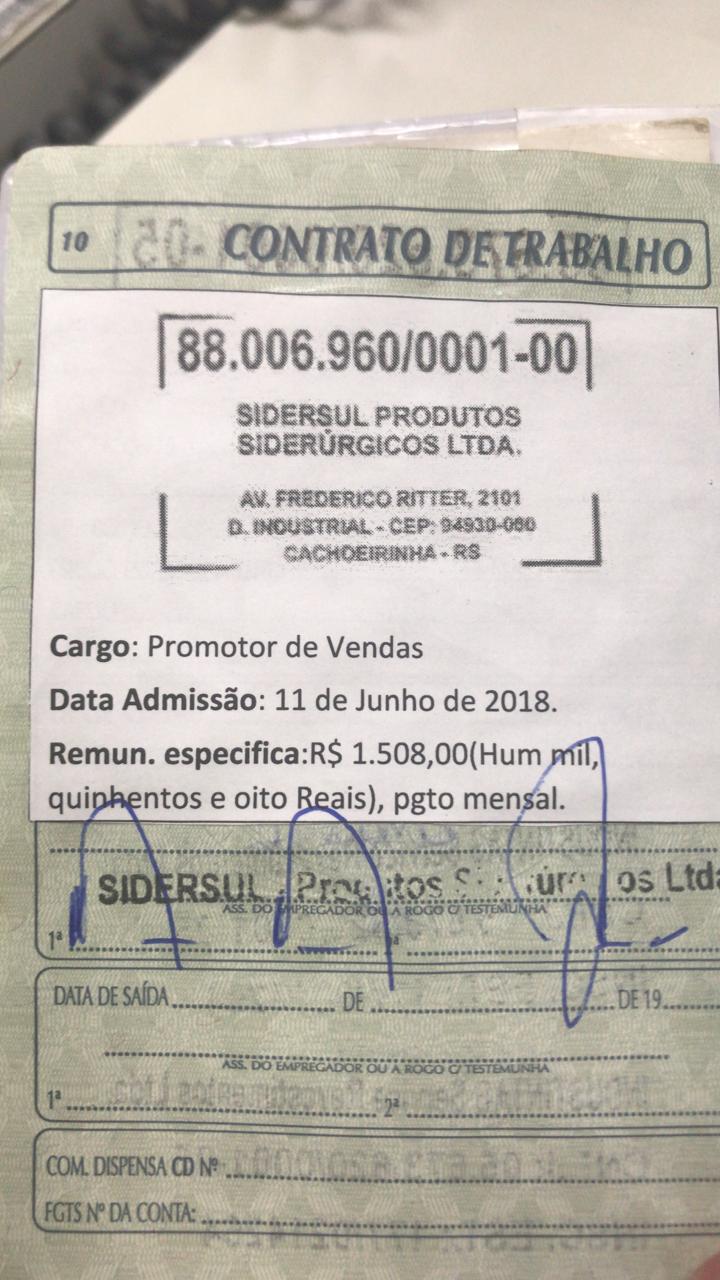 10 CONTRATO DE TRABALHO
88.006.960/0001-00
SIDERSUL PRODUTOS
SIDERÚRGICOS LTDA.
AV. FREDERICO RITTER, 2101
D. INDUSTRIAL - CEP: 94930-000
CACHOEIRINHA - RS
Cargo: Promotor de Vendas
Data Admissão: 11 de Junho de 2018.
Remun. especifica:R$ 1.508,00(Hum mil,
quinhentos e oito Reais), pgto mensal.
SIDERSUL Ltda
ASS. DO EMPREGADOR OU A ROGO C/ TESTEMUNHA
1ª 2ª
DATA DE SAÍDA DE DE 19
ASS. DO EMPREGADOR OU A ROGO C/ TESTEMUNHA
1ª 2ª
COM. DISPENSA CD Nº
FGTS Nº DA CONTA: